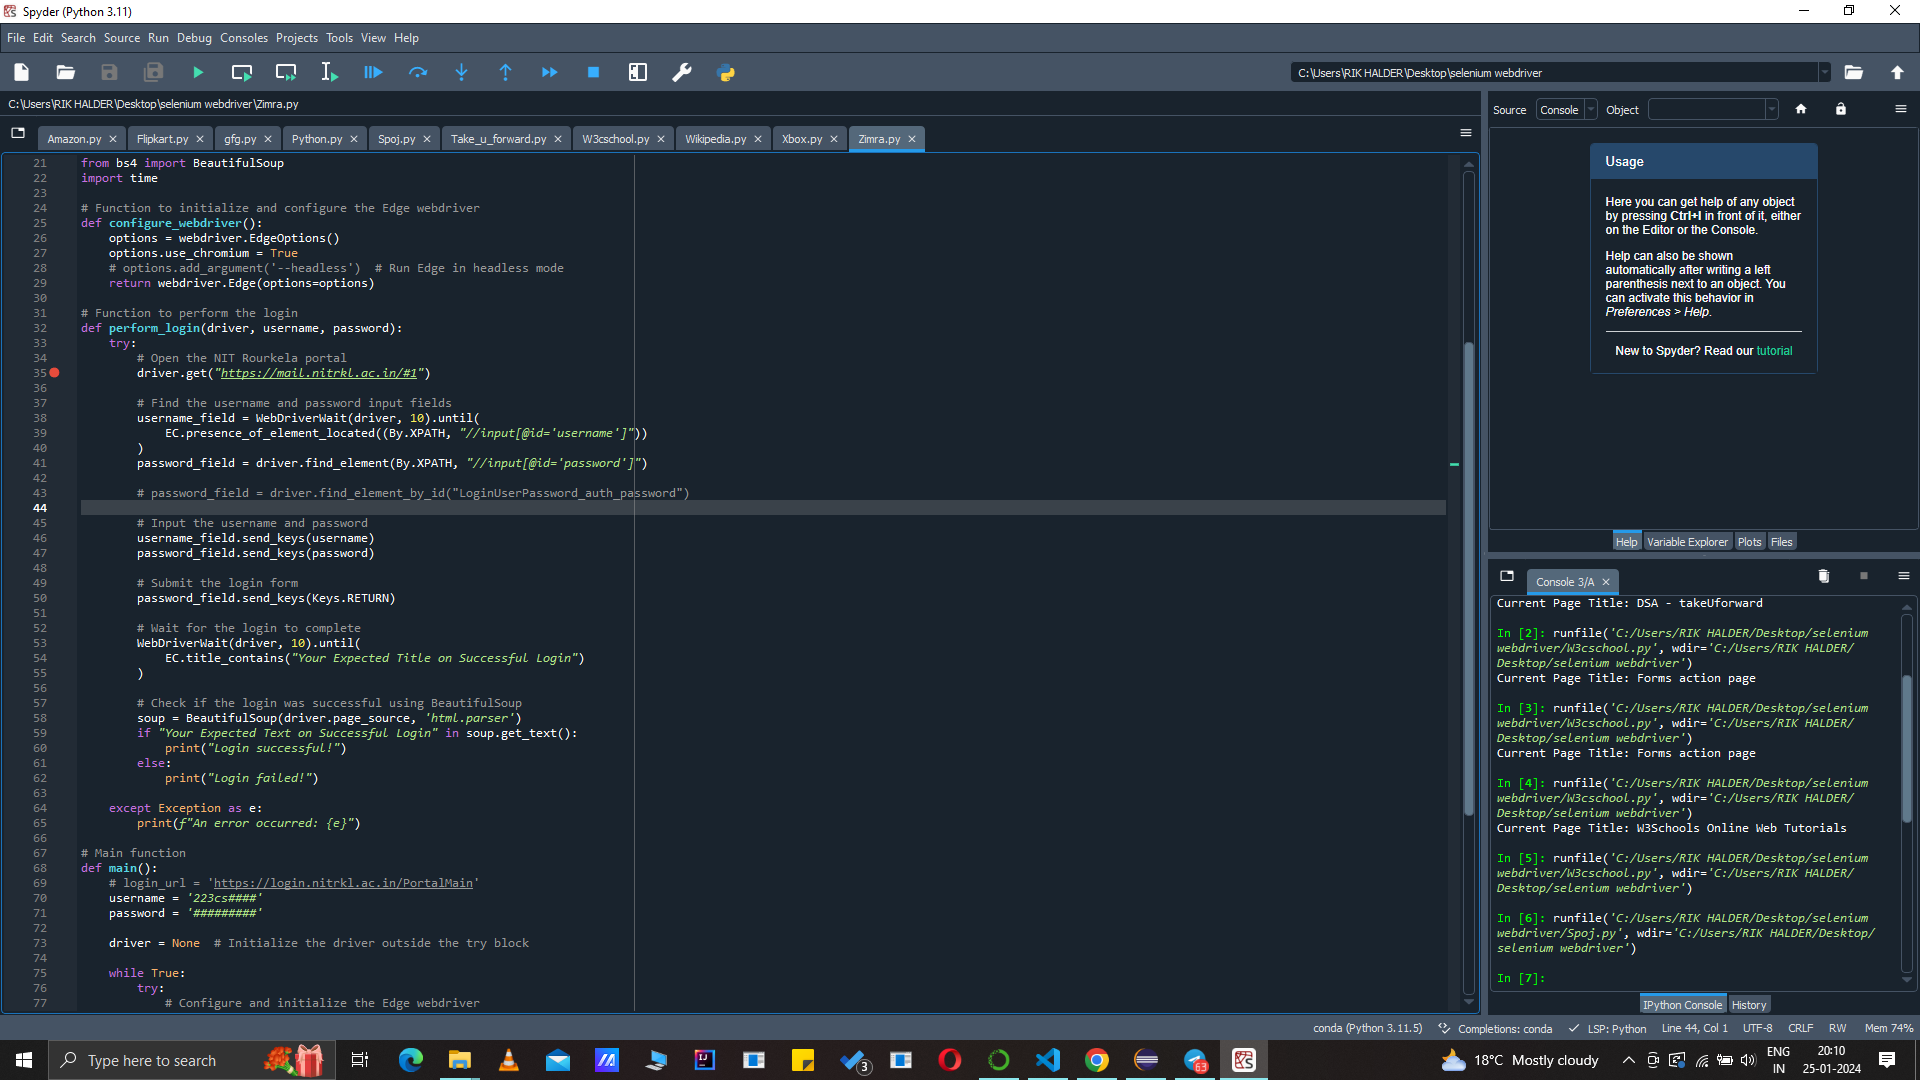 Spyder (Python 3.11)
File Edit Search Source Run Debug Consoles Projects Tools View Help
C:\Users\RIK HALDER\Desktop\selenium webdriver
C:\Users\RIK HALDER\Desktop\selenium webdriver\Zimra.py
Amazon.py Flipkart.py gfg.py Python.py Spoj.py Take_u_forward.py W3cschool.py Wikipedia.py Xbox.py Zimra.py
21 from bs4 import BeautifulSoup
22 import time
23
24 # Function to initialize and configure the Edge webdriver
25 def configure_webdriver():
26     options = webdriver.EdgeOptions()
27     options.use_chromium = True
28     # options.add_argument('--headless')  # Run Edge in headless mode
29     return webdriver.Edge(options=options)
30
31 # Function to perform the login
32 def perform_login(driver, username, password):
33     try:
34         # Open the NIT Rourkela portal
35         driver.get("https://mail.nitrkl.ac.in/#1")
36
37         # Find the username and password input fields
38         username_field = WebDriverWait(driver, 10).until(
39             EC.presence_of_element_located((By.XPATH, "//input[@id='username']"))
40         )
41         password_field = driver.find_element(By.XPATH, "//input[@id='password']")
42
43         # password_field = driver.find_element_by_id("LoginUserPassword_auth_password")
44
45         # Input the username and password
46         username_field.send_keys(username)
47         password_field.send_keys(password)
48
49         # Submit the login form
50         password_field.send_keys(Keys.RETURN)
51
52         # Wait for the login to complete
53         WebDriverWait(driver, 10).until(
54             EC.title_contains("Your Expected Title on Successful Login")
55         )
56
57         # Check if the login was successful using BeautifulSoup
58         soup = BeautifulSoup(driver.page_source, 'html.parser')
59         if "Your Expected Text on Successful Login" in soup.get_text():
60             print("Login successful!")
61         else:
62             print("Login failed!")
63
64     except Exception as e:
65         print(f"An error occurred: {e}")
66
67 # Main function
68 def main():
69     # login_url = 'https://login.nitrkl.ac.in/PortalMain'
70     username = '223cs####'
71     password = '#########'
72
73     driver = None  # Initialize the driver outside the try block
74
75     while True:
76         try:
77             # Configure and initialize the Edge webdriver
Source Console Object
Usage
Here you can get help of any object
by pressing Ctrl+I in front of it, either
on the Editor or the Console.
Help can also be shown
automatically after writing a left
parenthesis next to an object. You
can activate this behavior in
Preferences > Help.
New to Spyder? Read our tutorial
Help Variable Explorer Plots Files
Console 3/A
Current Page Title: DSA - takeUforward
In [2]: runfile('C:/Users/RIK HALDER/Desktop/selenium
webdriver/W3cschool.py', wdir='C:/Users/RIK HALDER/
Desktop/selenium webdriver')
Current Page Title: Forms action page
In [3]: runfile('C:/Users/RIK HALDER/Desktop/selenium
webdriver/W3cschool.py', wdir='C:/Users/RIK HALDER/
Desktop/selenium webdriver')
Current Page Title: Forms action page
In [4]: runfile('C:/Users/RIK HALDER/Desktop/selenium
webdriver/W3cschool.py', wdir='C:/Users/RIK HALDER/
Desktop/selenium webdriver')
Current Page Title: W3Schools Online Web Tutorials
In [5]: runfile('C:/Users/RIK HALDER/Desktop/selenium
webdriver/W3cschool.py', wdir='C:/Users/RIK HALDER/
Desktop/selenium webdriver')
In [6]: runfile('C:/Users/RIK HALDER/Desktop/selenium
webdriver/Spoj.py', wdir='C:/Users/RIK HALDER/Desktop/
selenium webdriver')
In [7]:
IPython Console History
conda (Python 3.11.5) Completions: conda LSP: Python Line 44, Col 1 UTF-8 CRLF RW Mem 74%
Type here to search
3
63
18°C Mostly cloudy
ENG
IN
20:10
25-01-2024